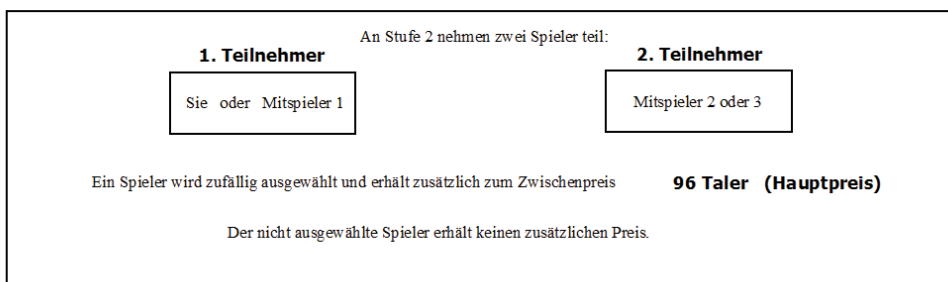 An Stufe 2 nehmen zwei Spieler teil:
1. Teilnehmer 2. Teilnehmer
Sie oder Mitspieler 1 Mitspieler 2 oder 3
Ein Spieler wird zufällig ausgewählt und erhält zusätzlich zum Zwischenpreis 96 Taler (Hauptpreis)
Der nicht ausgewählte Spieler erhält keinen zusätzlichen Preis.